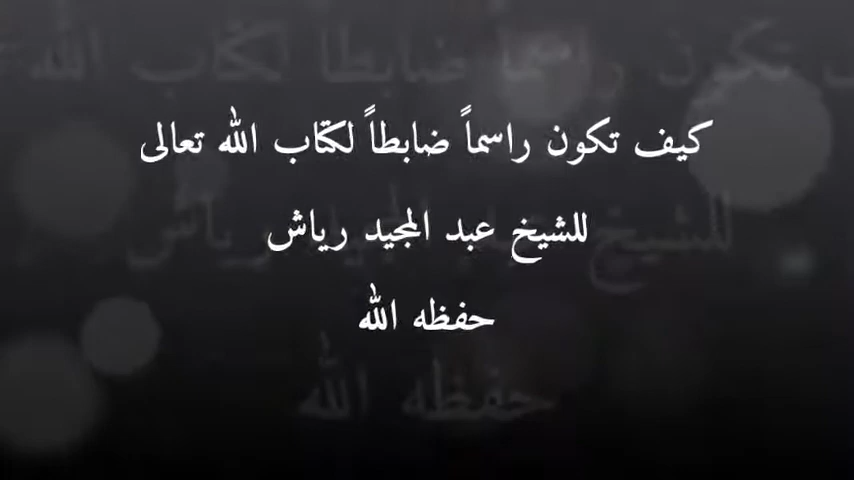 كيف تكون راسماً ضابطاً لكتاب الله تعالى
للشيخ عبد المجيد رياش
حفظه الله